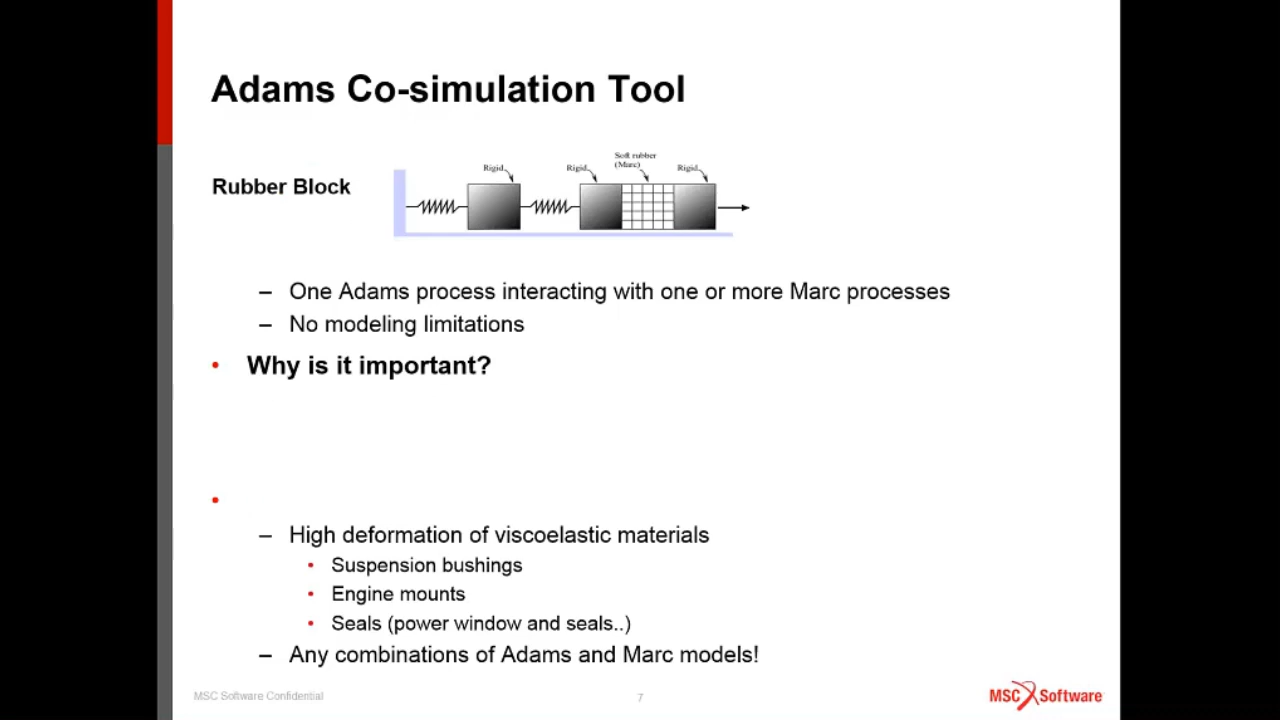 Adams Co-simulation Tool
Rubber Block
Rigid
Rigid
Soft rubber
(Marc)
Rigid
– One Adams process interacting with one or more Marc processes
– No modeling limitations
• Why is it important?
•
– High deformation of viscoelastic materials
• Suspension bushings
• Engine mounts
• Seals (power window and seals..)
– Any combinations of Adams and Marc models!
MSC Software Confidential
7
MSC Software